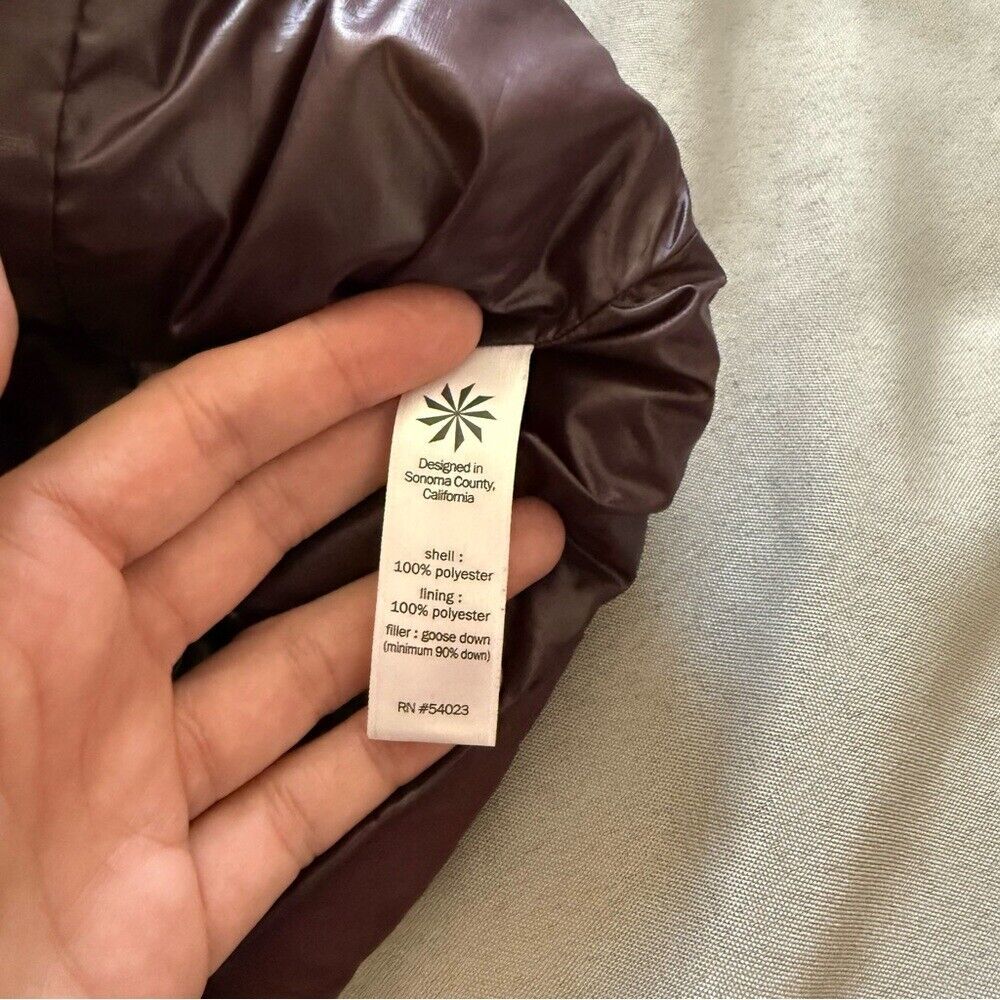 Designed in
Sonoma County,
California
shell :
100% polyester
lining :
100% polyester
filler : goose down
(minimum 90% down)
RN #54023